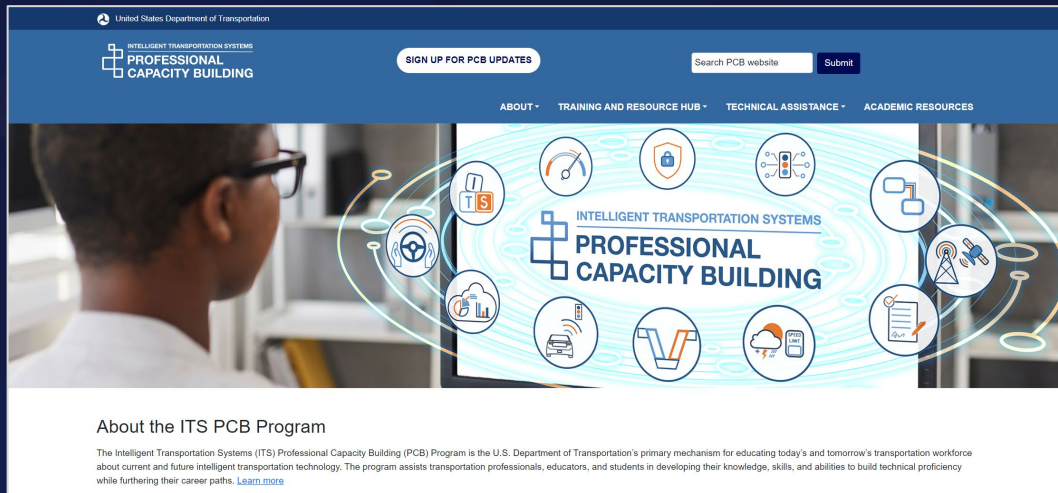 United States Department of Transportation
INTELLIGENT TRANSPORTATION SYSTEMS
PROFESSIONAL
CAPACITY BUILDING
SIGN UP FOR PCB UPDATES
Search PCB website
Submit
ABOUT
TRAINING AND RESOURCE HUB
TECHNICAL ASSISTANCE
ACADEMIC RESOURCES
I
T S
INTELLIGENT TRANSPORTATION SYSTEMS
PROFESSIONAL
CAPACITY BUILDING
SPEED
LIMIT
About the ITS PCB Program
The Intelligent Transportation Systems (ITS) Professional Capacity Building (PCB) Program is the U.S. Department of Transportation's primary mechanism for educating today's and tomorrow's transportation workforce
about current and future intelligent transportation technology. The program assists transportation professionals, educators, and students in developing their knowledge, skills, and abilities to build technical proficiency
while furthering their career paths. Learn more